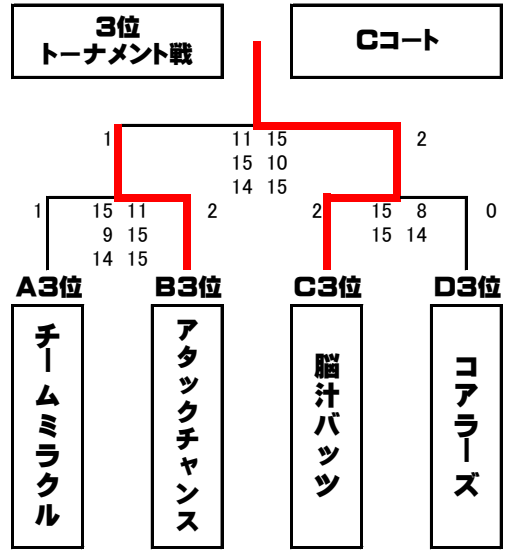 3位
トーナメント戦
Cコート
1
11 15
2
15 10
14 15
1
15 11
2
2
15 8
0
9 15
15 14
14 15
A3位
B3位
C3位
D3位
チームミラクル
アタックチャンス
脳汁バッツ
コアラーズ